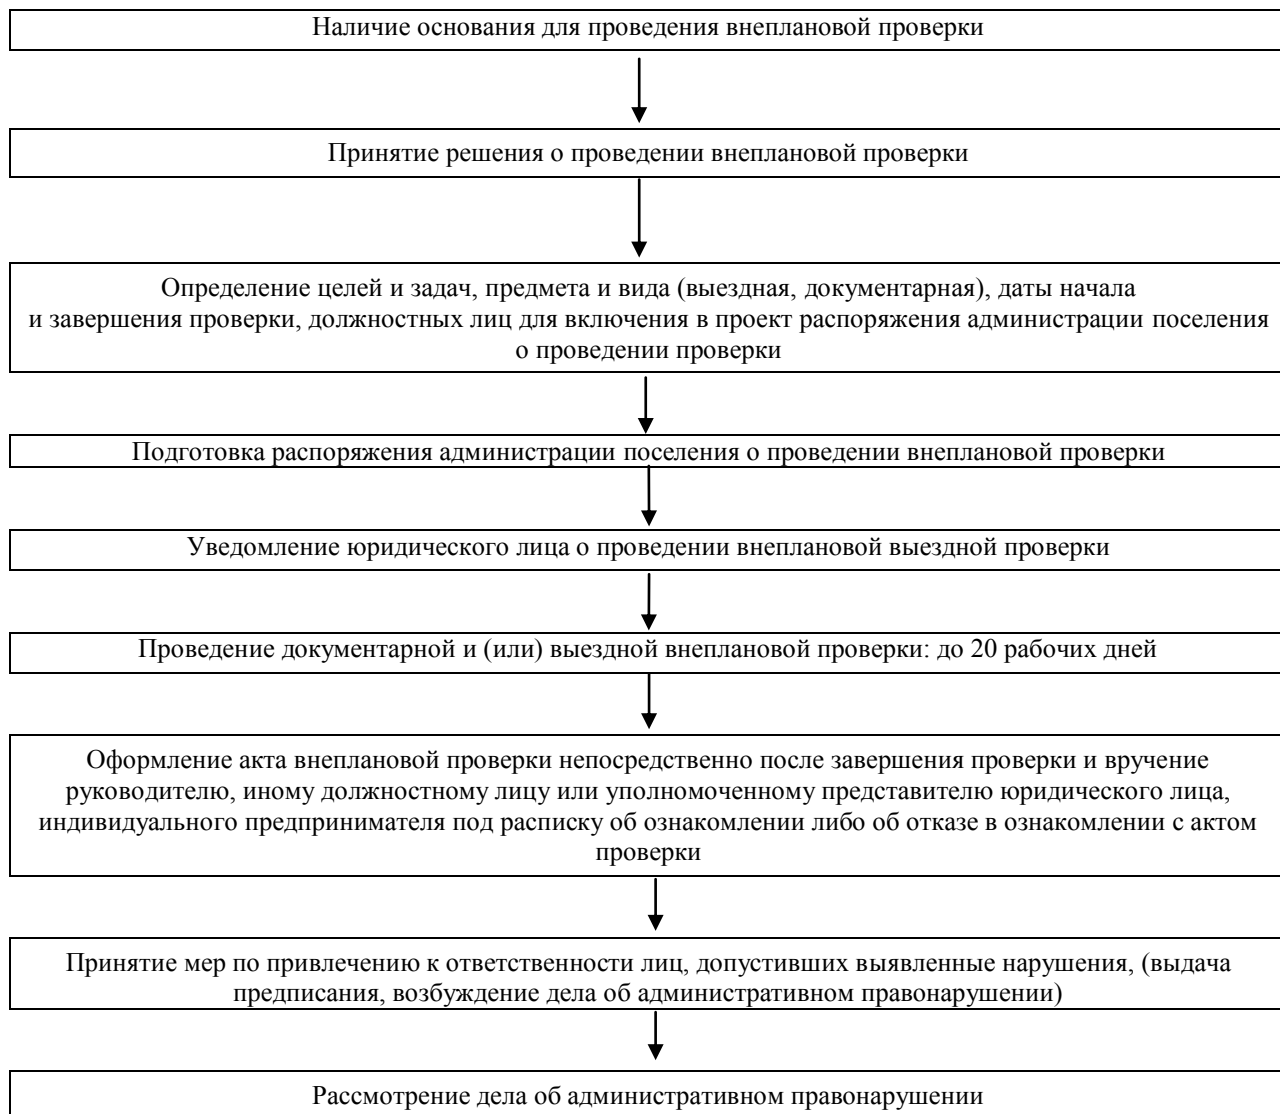 Наличие основания для проведения внеплановой проверки
Принятие решения о проведении внеплановой проверки
Определение целей и задач, предмета и вида (выездная, документарная), даты начала
и завершения проверки, должностных лиц для включения в проект распоряжения администрации поселения
о проведении проверки
Подготовка распоряжения администрации поселения о проведении внеплановой проверки
Уведомление юридического лица о проведении внеплановой выездной проверки
Проведение документарной и (или) выездной внеплановой проверки: до 20 рабочих дней
Оформление акта внеплановой проверки непосредственно после завершения проверки и вручение
руководителю, иному должностному лицу или уполномоченному представителю юридического лица,
индивидуального предпринимателя под расписку об ознакомлении либо об отказе в ознакомлении с актом
проверки
Принятие мер по привлечению к ответственности лиц, допустивших выявленные нарушения, (выдача
предписания, возбуждение дела об административном правонарушении)
Рассмотрение дела об административном правонарушении